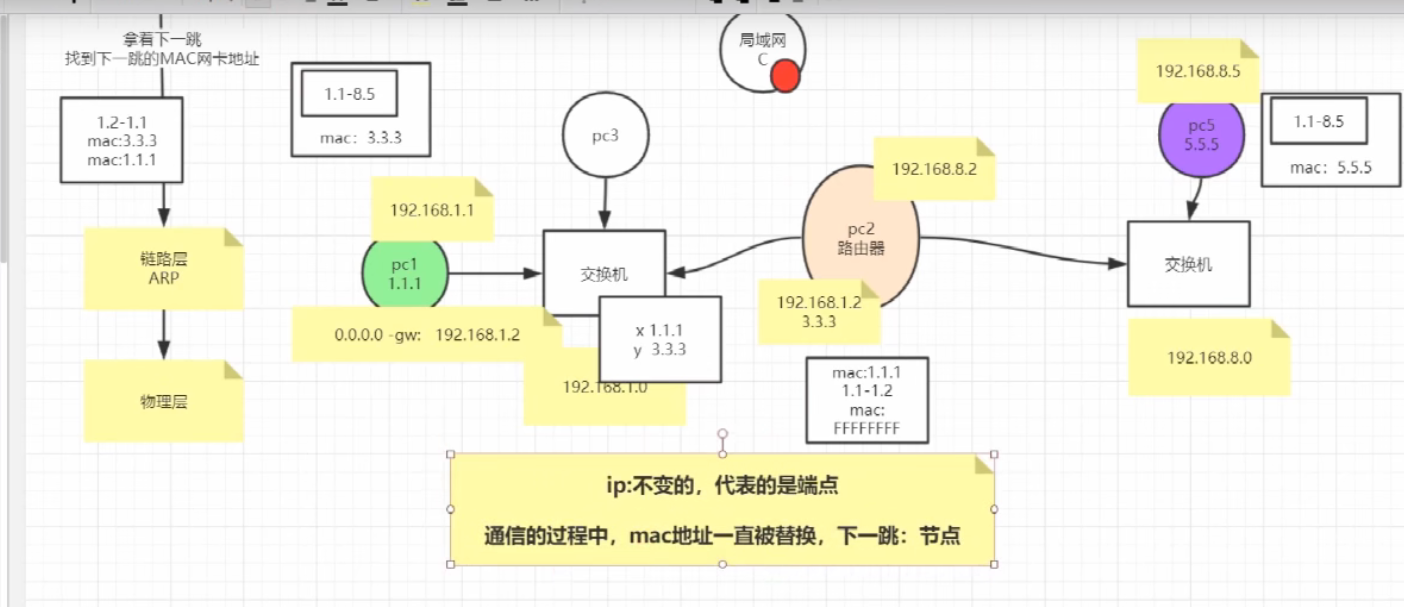 拿着下一跳
找到下一跳的MAC网卡地址
1.2-1.1
mac:3.3.3
mac:1.1.1
链路层
ARP
物理层
1.1-8.5
mac：3.3.3
192.168.1.1
pc1
1.1.1
0.0.0.0 -gw: 192.168.1.2
pc3
交换机
x 1.1.1
y 3.3.3
192.168.1.0
局域网
C
192.168.8.2
pc2
路由器
192.168.1.2
3.3.3
mac:1.1.1
1.1-1.2
mac:
FFFFFFFF
192.168.8.5
pc5
5.5.5
1.1-8.5
mac：5.5.5
交换机
192.168.8.0
ip:不变的，代表的是端点
通信的过程中，mac地址一直被替换，下一跳：节点